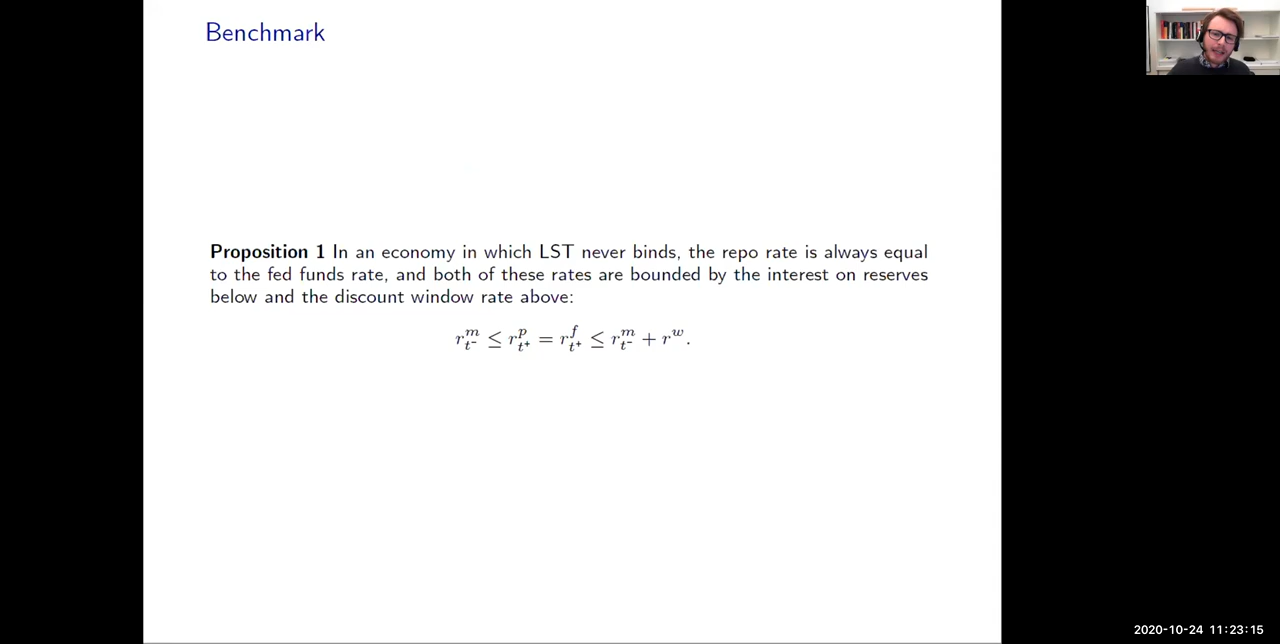 Benchmark
Proposition 1 In an economy in which LST never binds, the repo rate is always equal
to the fed funds rate, and both of these rates are bounded by the interest on reserves
below and the discount window rate above:
r^m_{t^-} ≤ r^p_{t^+} = r^f_{t^+} ≤ r^m_{t^-} + r^w.
2020-10-24 11:23:15